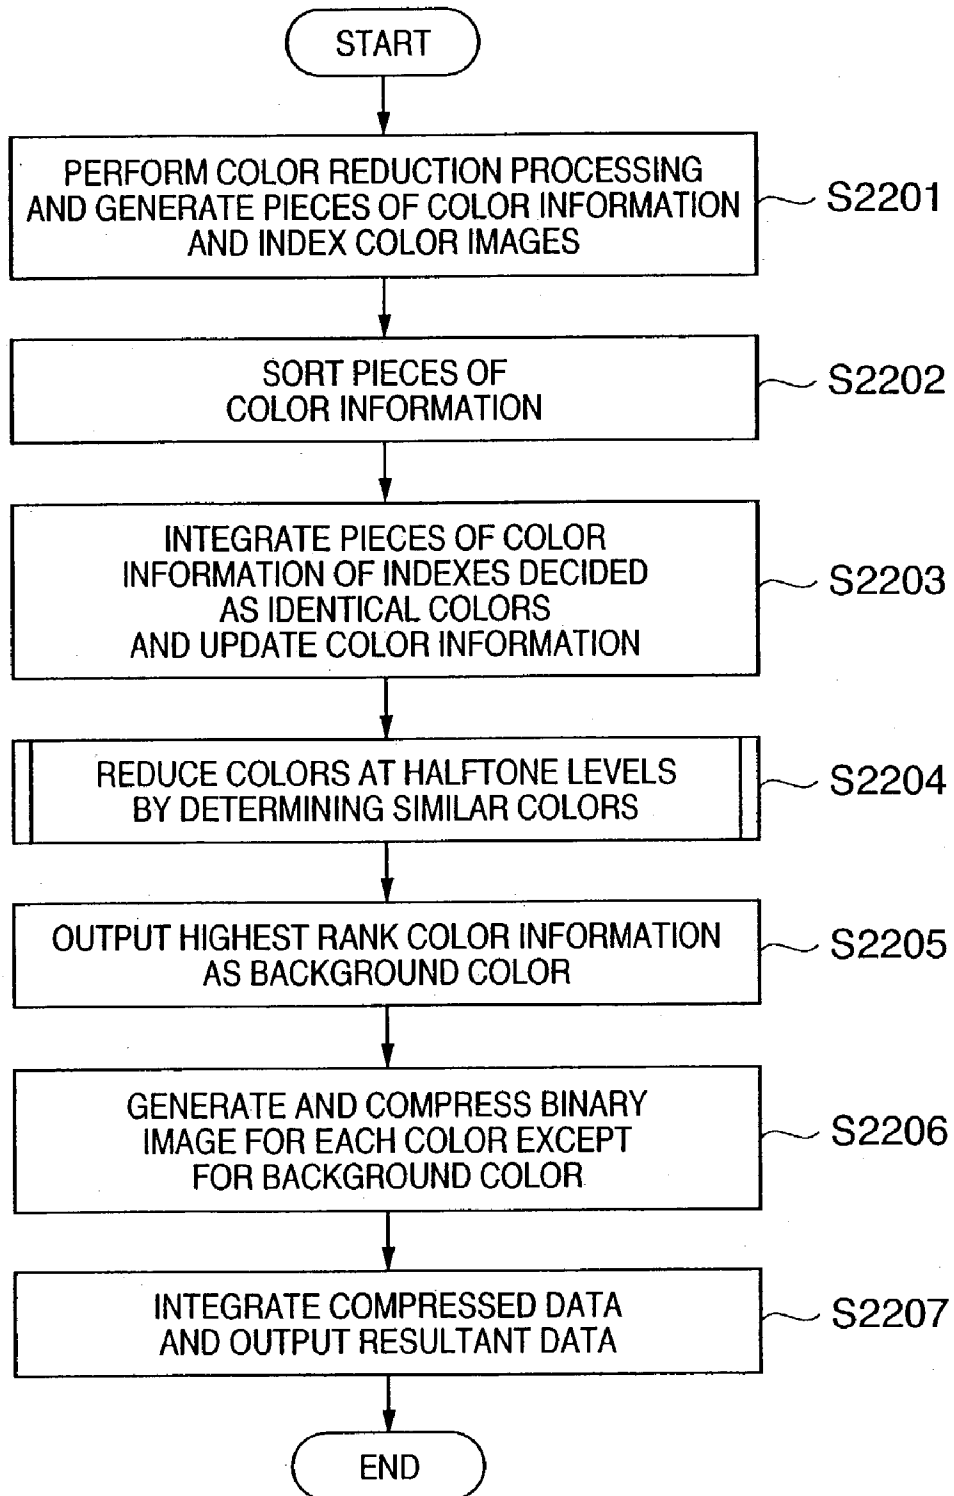 START
PERFORM COLOR REDUCTION PROCESSING
AND GENERATE PIECES OF COLOR INFORMATION
AND INDEX COLOR IMAGES
S2201
SORT PIECES OF
COLOR INFORMATION
S2202
INTEGRATE PIECES OF COLOR
INFORMATION OF INDEXES DECIDED
AS IDENTICAL COLORS
AND UPDATE COLOR INFORMATION
S2203
REDUCE COLORS AT HALFTONE LEVELS
BY DETERMINING SIMILAR COLORS
S2204
OUTPUT HIGHEST RANK COLOR INFORMATION
AS BACKGROUND COLOR
S2205
GENERATE AND COMPRESS BINARY
IMAGE FOR EACH COLOR EXCEPT
FOR BACKGROUND COLOR
S2206
INTEGRATE COMPRESSED DATA
AND OUTPUT RESULTANT DATA
S2207
END